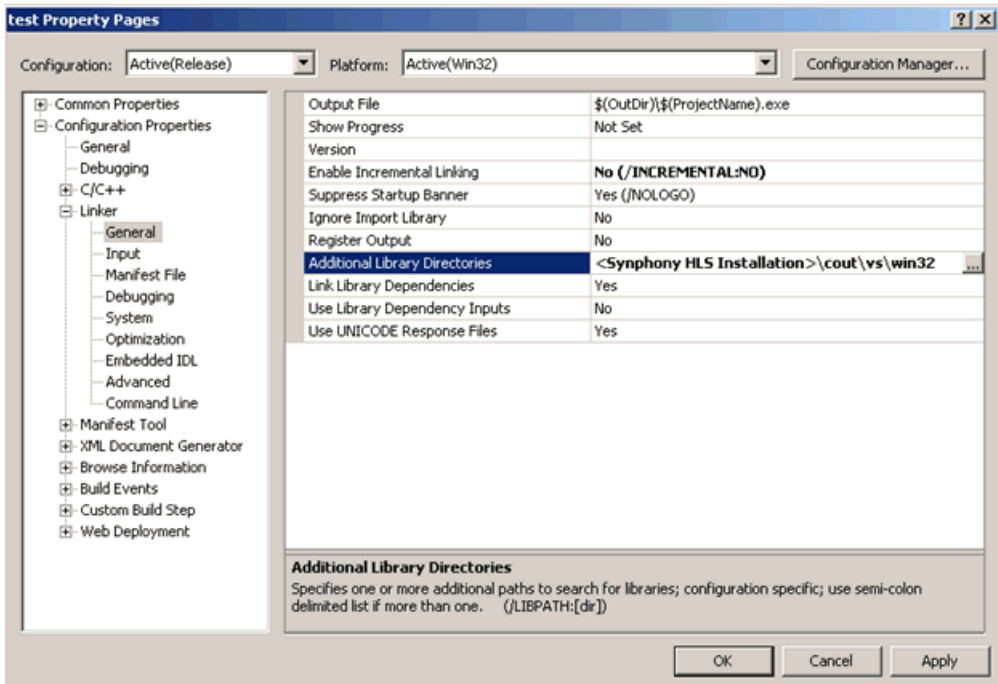 test Property Pages
Configuration: Active(Release) Platform: Active(Win32) Configuration Manager...
Common Properties
Configuration Properties
General
Debugging
C/C++
Linker
General
Input
Manifest File
Debugging
System
Optimization
Embedded IDL
Advanced
Command Line
Manifest Tool
XML Document Generator
Browse Information
Build Events
Custom Build Step
Web Deployment
Output File $(OutDir)\$(ProjectName).exe
Show Progress Not Set
Version
Enable Incremental Linking No (/INCREMENTAL:NO)
Suppress Startup Banner Yes (/NOLOGO)
Ignore Import Library No
Register Output No
Additional Library Directories <Synphony HLS Installation>\cout\vs\win32 ...
Link Library Dependencies Yes
Use Library Dependency Inputs No
Use UNICODE Response Files Yes
Additional Library Directories
Specifies one or more additional paths to search for libraries; configuration specific; use semi-colon
delimited list if more than one. (/LIBPATH:[dir])
OK Cancel Apply